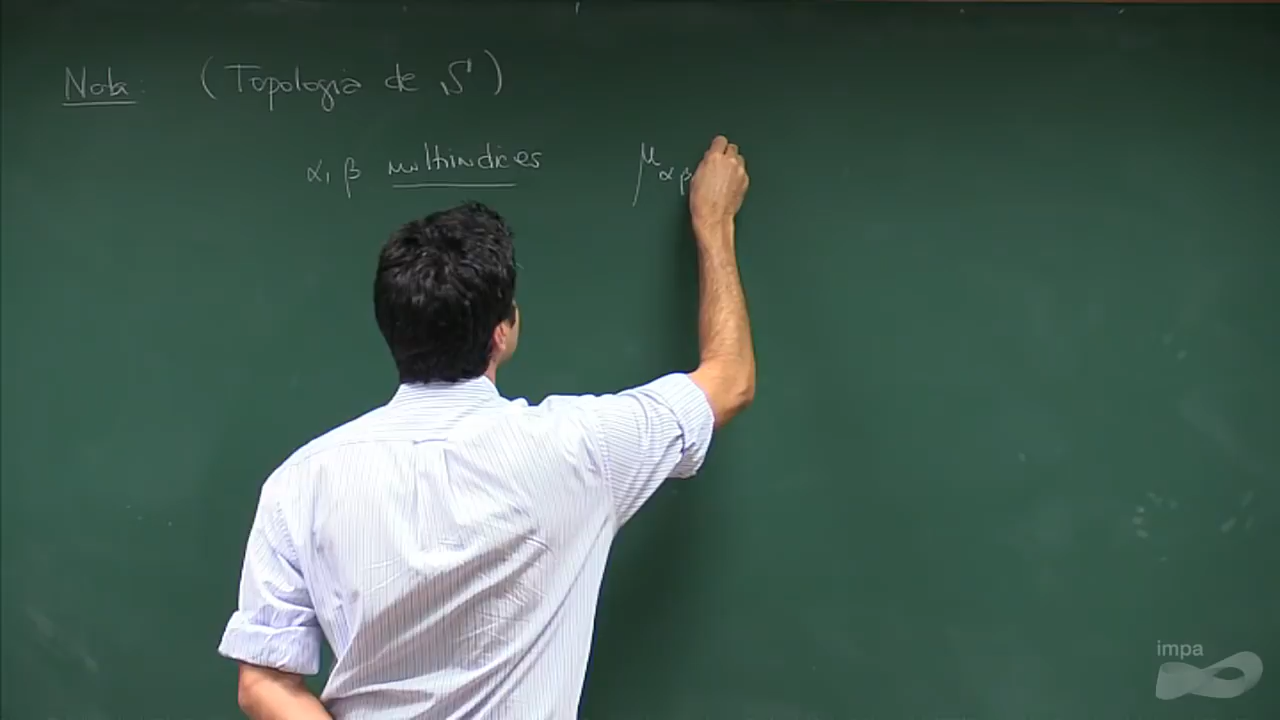 Nota: (Topologia de S)
α, β multiindices μ_αβ
impa